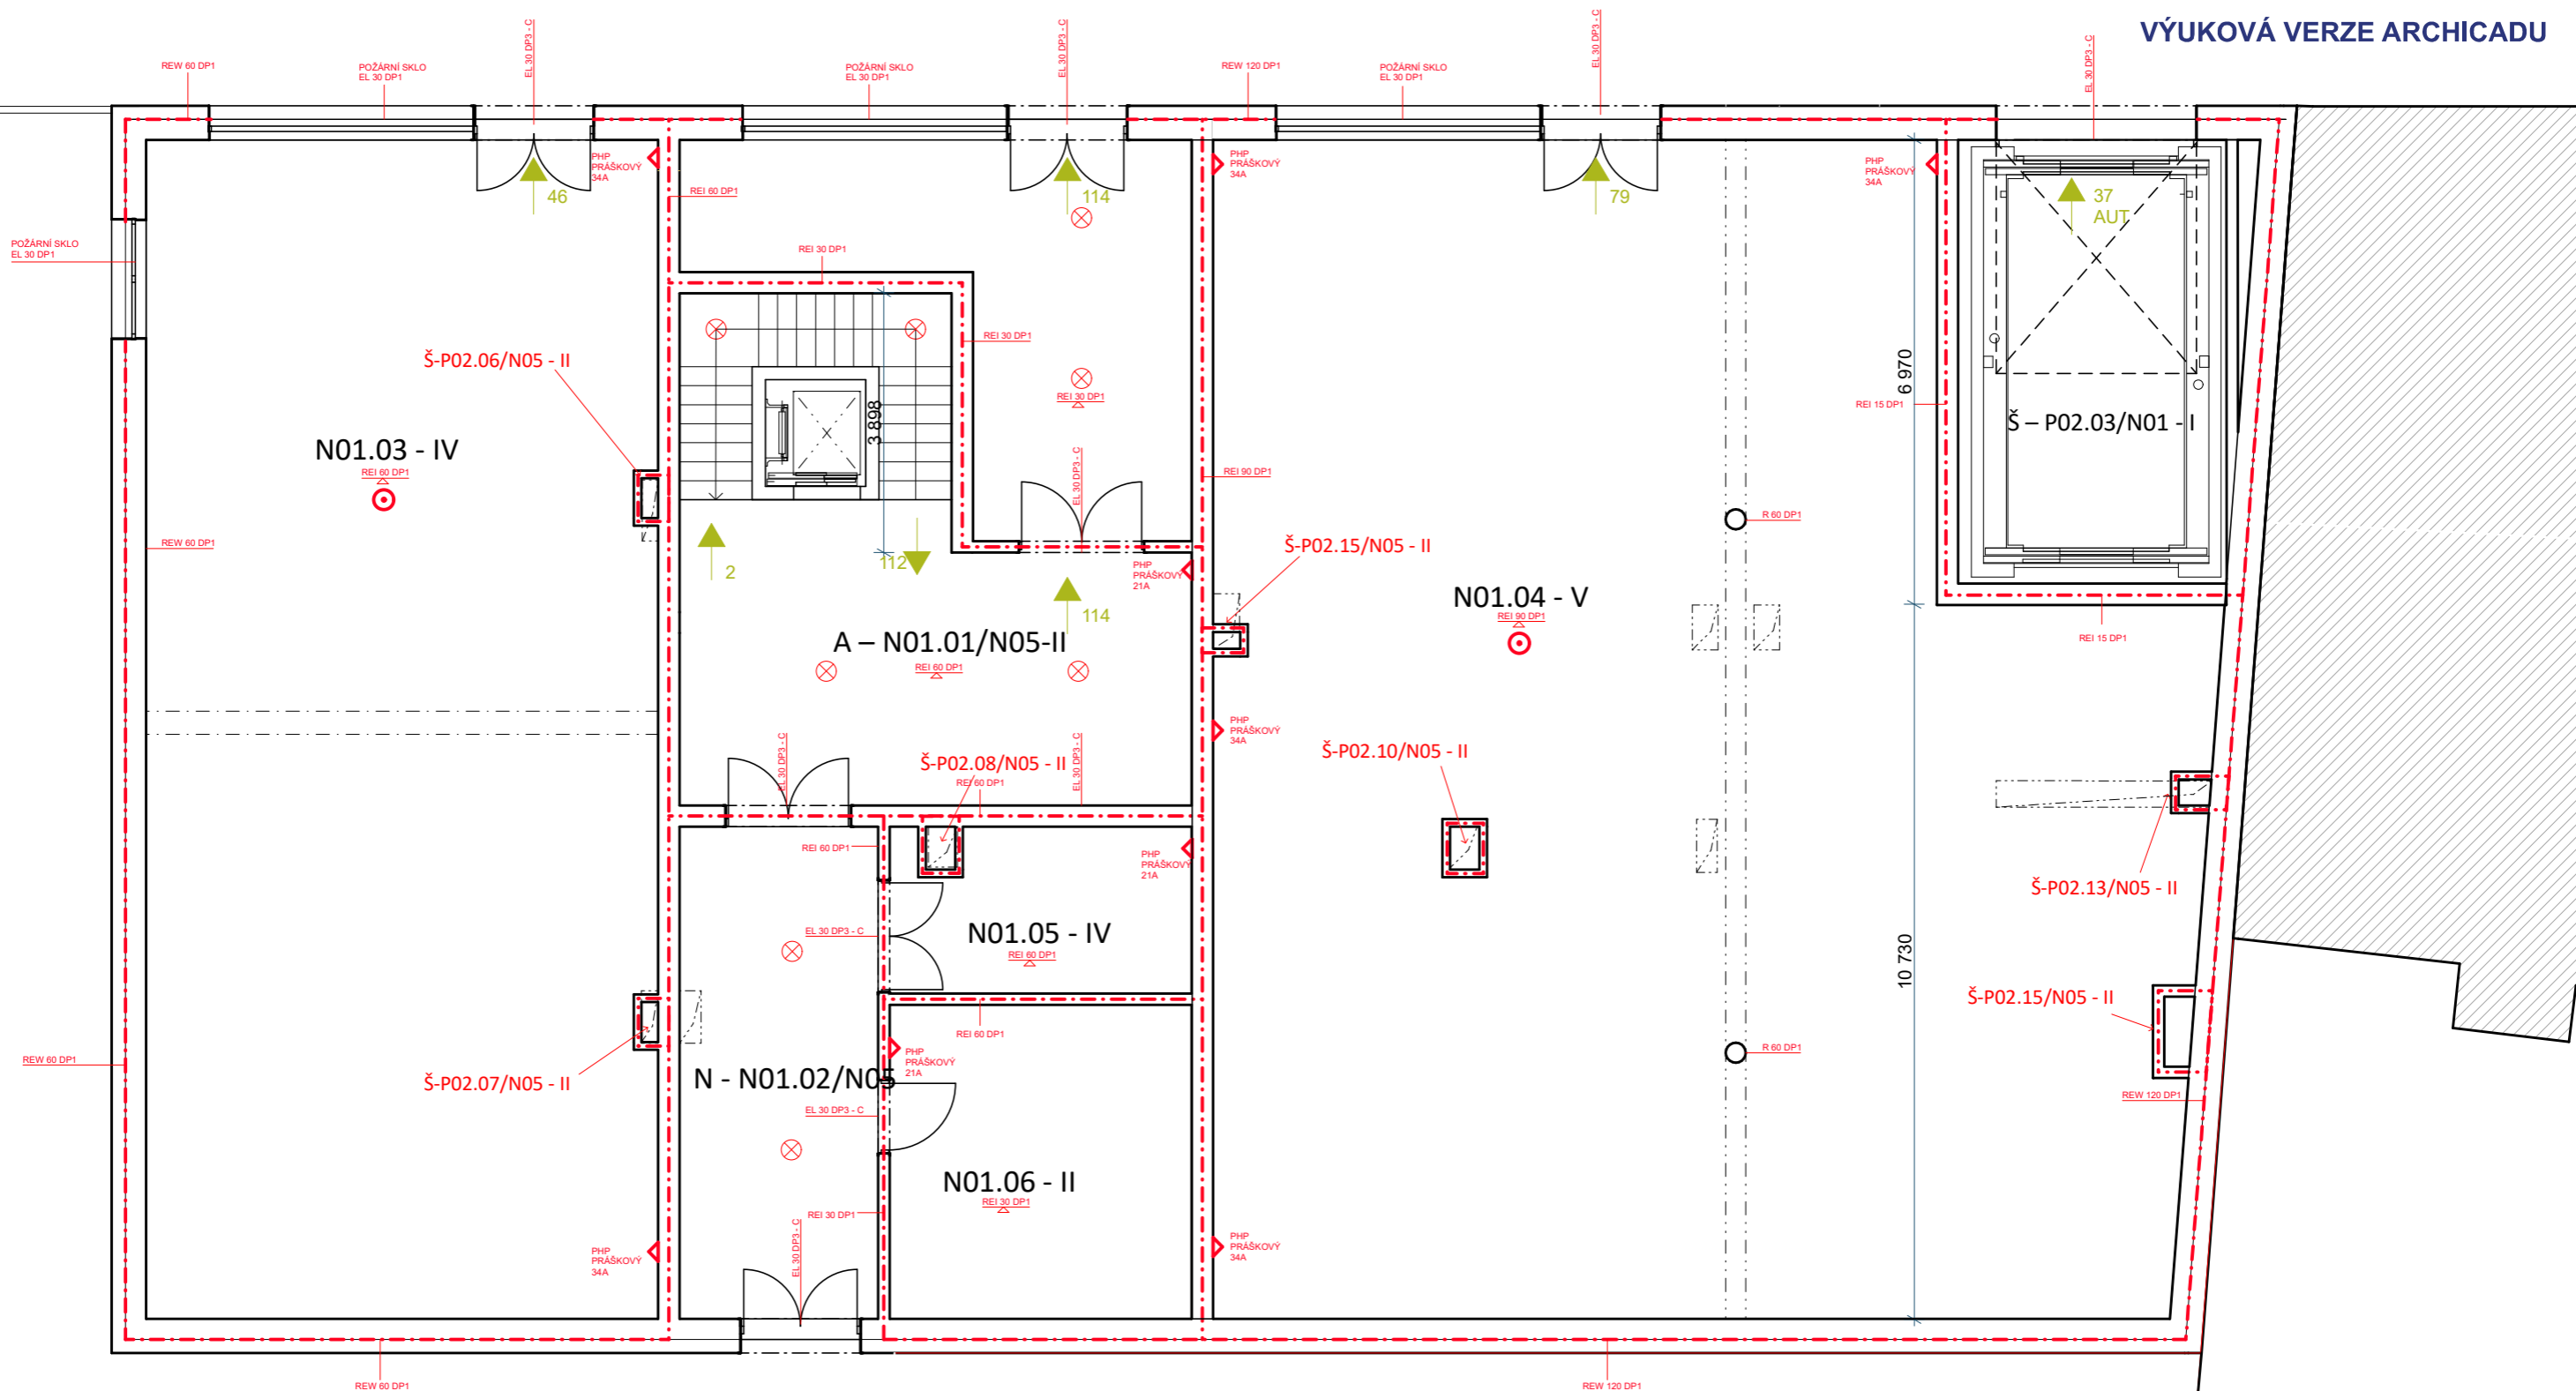 VÝUKOVÁ VERZE ARCHICADU
REW 60 DP1
POŽÁRNÍ SKLO
EL 30 DP1
EL 30 DP3 - C
POŽÁRNÍ SKLO
EL 30 DP1
EL 30 DP3 - C
REW 120 DP1
POŽÁRNÍ SKLO
EL 30 DP1
EL 30 DP3 - C
EL 30 DP3 - C
PHP
PRÁŠKOVÝ
34A
46
REI 60 DP1
114
PHP
PRÁŠKOVÝ
34A
79
PHP
PRÁŠKOVÝ
34A
37
AUT
POŽÁRNÍ SKLO
EL 30 DP1
REI 30 DP1
REI 30 DP1
Š-P02.06/N05 - II
6 970
REI 30 DP1
REI 15 DP1
3 898
Š – P02.03/N01 - I
N01.03 - IV
REI 60 DP1
EL 30 DP3 - C
REI 90 DP1
R 60 DP1
REW 60 DP1
Š-P02.15/N05 - II
2
112
PHP
PRÁŠKOVÝ
21A
114
N01.04 - V
REI 90 DP1
A – N01.01/N05-II
REI 60 DP1
REI 15 DP1
PHP
PRÁŠKOVÝ
34A
EL 30 DP3 - C
Š-P02.08/N05 - II
REI 60 DP1
EL 30 DP3 - C
Š-P02.10/N05 - II
REI 60 DP1
PHP
PRÁŠKOVÝ
21A
Š-P02.13/N05 - II
EL 30 DP3 - C
N01.05 - IV
REI 60 DP1
10 730
Š-P02.15/N05 - II
REI 60 DP1
R 60 DP1
REW 60 DP1
Š-P02.07/N05 - II
PHP
PRÁŠKOVÝ
21A
N - N01.02/N05
REW 120 DP1
EL 30 DP3 - C
N01.06 - II
REI 30 DP1
REI 30 DP1
PHP
PRÁŠKOVÝ
34A
EL 30 DP3 - C
PHP
PRÁŠKOVÝ
34A
REW 60 DP1
REW 120 DP1